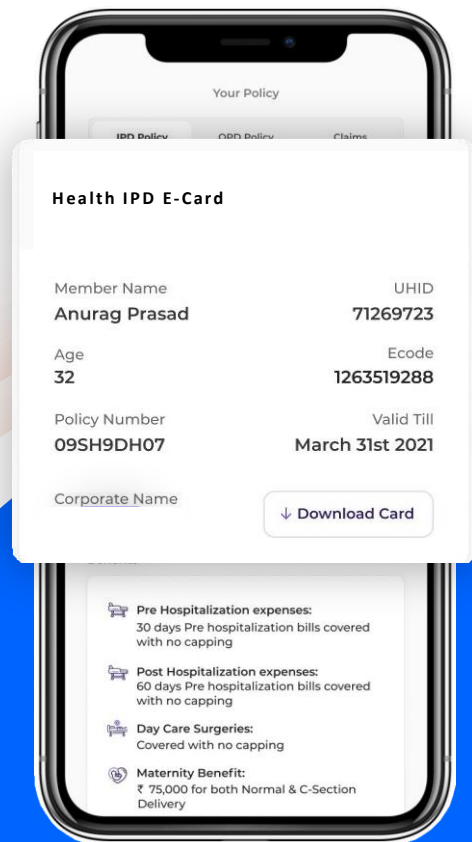 Your Policy
IPD Policy OPD Policy Claims
Health IPD E-Card
Member Name UHID
Anurag Prasad 71269723
Age Ecode
32 1263519288
Policy Number Valid Till
09SH9DH07 March 31st 2021
Corporate Name
↓ Download Card
Benefits
Pre Hospitalization expenses:
30 days Pre hospitalization bills covered
with no capping
Post Hospitalization expenses:
60 days Pre hospitalization bills covered
with no capping
Day Care Surgeries:
Covered with no capping
Maternity Benefit:
₹ 75,000 for both Normal & C-Section
Delivery